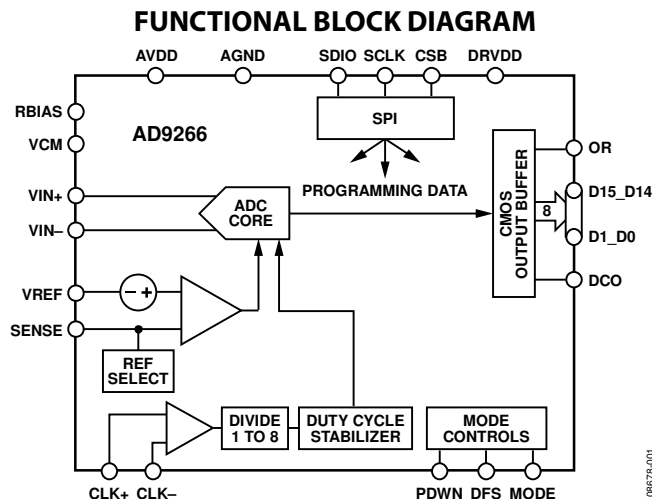 FUNCTIONAL BLOCK DIAGRAM
AVDD AGND SDIO SCLK CSB DRVDD
RBIAS
VCM
AD9266
SPI
PROGRAMMING DATA
VIN+
VIN–
ADC
CORE
CMOS
OUTPUT BUFFER
8
OR
D15_D14
D1_D0
DCO
VREF
– +
SENSE
REF
SELECT
DIVIDE
1 TO 8
DUTY CYCLE
STABILIZER
MODE
CONTROLS
CLK+ CLK–
PDWN DFS MODE
08678-001